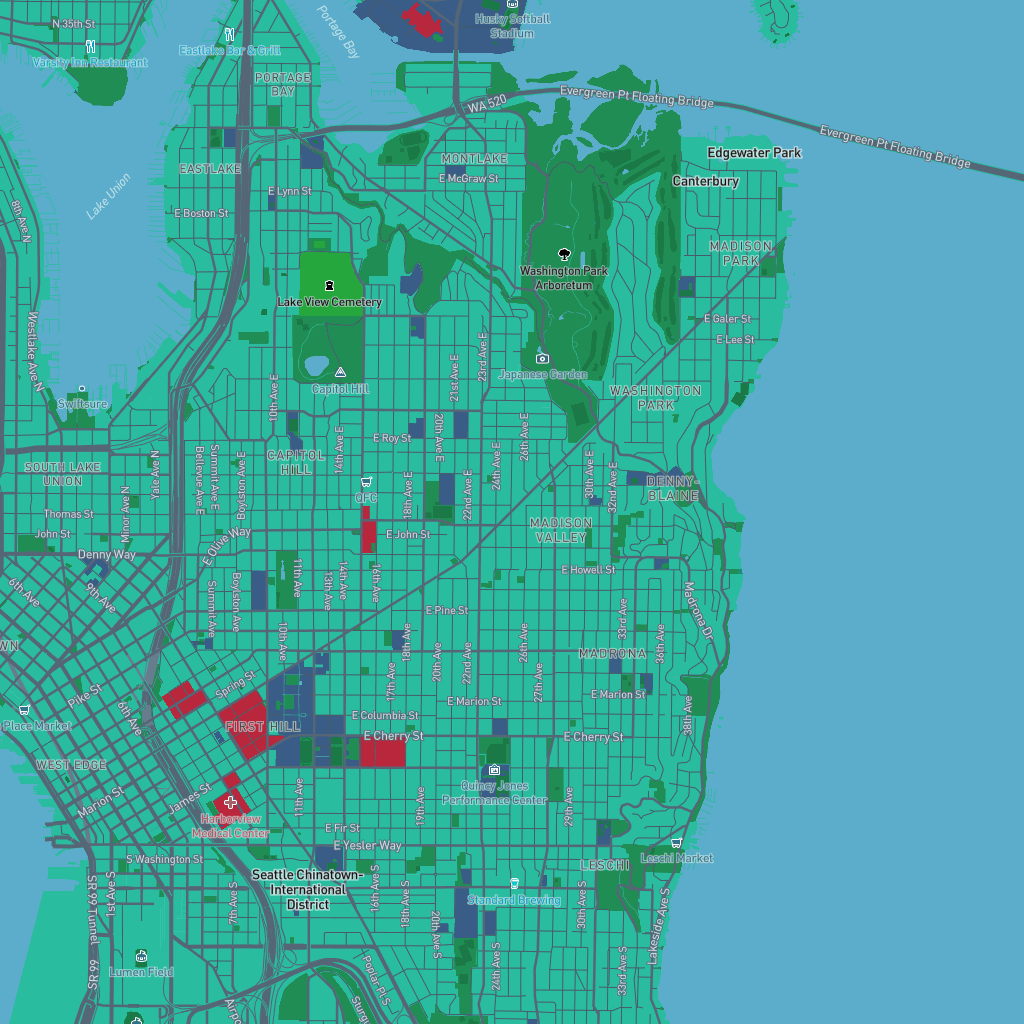 N 35th St
Varsity Inn Restaurant
Eastlake Bar & Grill
Portage Bay
Husky Softball
Stadium
PORTAGE
BAY
WA 520
Evergreen Pt Floating Bridge
Evergreen Pt Floating Bridge
EASTLAKE
MONTLAKE
E McGraw St
Edgewater Park
Canterbury
Lake Union
E Lynn St
E Boston St
8th Ave N
MADISON
PARK
Washington Park
Arboretum
Lake View Cemetery
Westlake Ave N
E Galer St
E Lee St
23rd Ave E
21st Ave E
Japanese Garden
Capitol Hill
10th Ave E
WASHINGTON
PARK
Swiftsure
E Roy St
20th Ave E
26th Ave E
14th Ave E
CAPITOL
HILL
SOUTH LAKE
UNION
Yale Ave N
Bellevue Ave E
Summit Ave E
Boylston Ave E
24th Ave E
30th Ave E
32nd Ave E
DENNY-
BLAINE
QFC
18th Ave E
22nd Ave E
Thomas St
Minor Ave N
John St
E Olive Way
E John St
MADISON
VALLEY
Denny Way
E Howell St
6th Ave
9th Ave
Summit Ave
Boylston Ave
11th Ave
13th Ave
14th Ave
16th Ave
E Pine St
Madrona Dr
33rd Ave
10th Ave
18th Ave
20th Ave
22nd Ave
26th Ave
36th Ave
WN
MADRONA
Pike St
Spring St
17th Ave
27th Ave
E Marion St
E Marion St
38th Ave
6th Ave
Place Market
FIRST HILL
E Columbia St
E Cherry St
E Cherry St
WEST EDGE
Marion St
James St
11th Ave
Quincy Jones
Performance Center
19th Ave
29th Ave
Harborview
Medical Center
E Fir St
E Yesler Way
S Washington St
Leschi Market
LESCHI
Seattle Chinatown-
International
District
SR 99 Tunnel
1st Ave S
7th Ave S
16th Ave S
18th Ave S
20th Ave S
Standard Brewing
30th Ave S
Lakeside Ave S
Lumen Field
SR 99
Poplar Pl S
24th Ave S
33rd Ave S